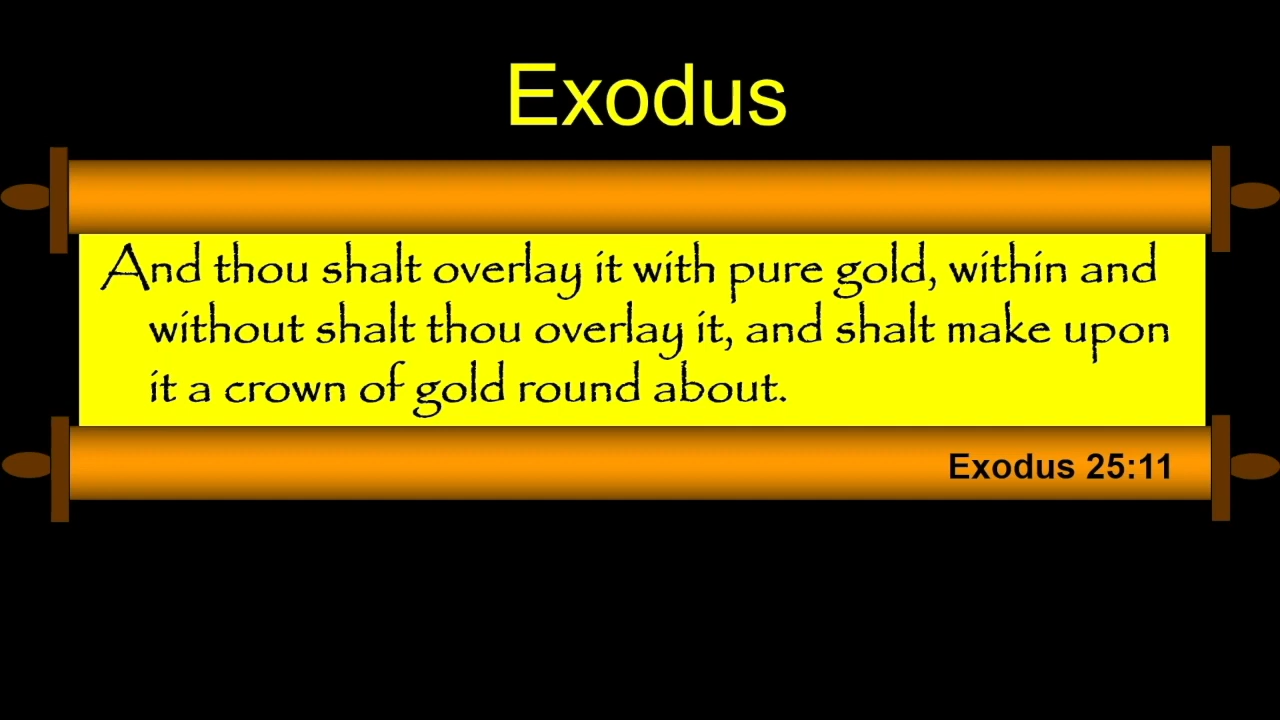 Exodus
And thou shalt overlay it with pure gold, within and
without shalt thou overlay it, and shalt make upon
it a crown of gold round about.
Exodus 25:11